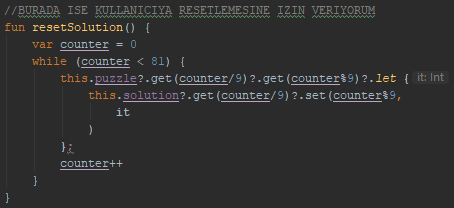 //BURADA ISE KULLANICIYA RESETLEMESINE IZIN VERIYORUM
fun resetSolution() {
var counter = 0
while (counter < 81) {
this.puzzle?.get(counter/9)?.get(counter%9)?.let { it: Int
this.solution?.get(counter/9)?.set(counter%9,
it
)
};
counter++
}
}